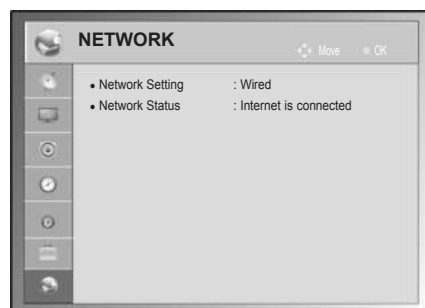 NETWORK
Move OK
• Network Setting : Wired
• Network Status : Internet is connected